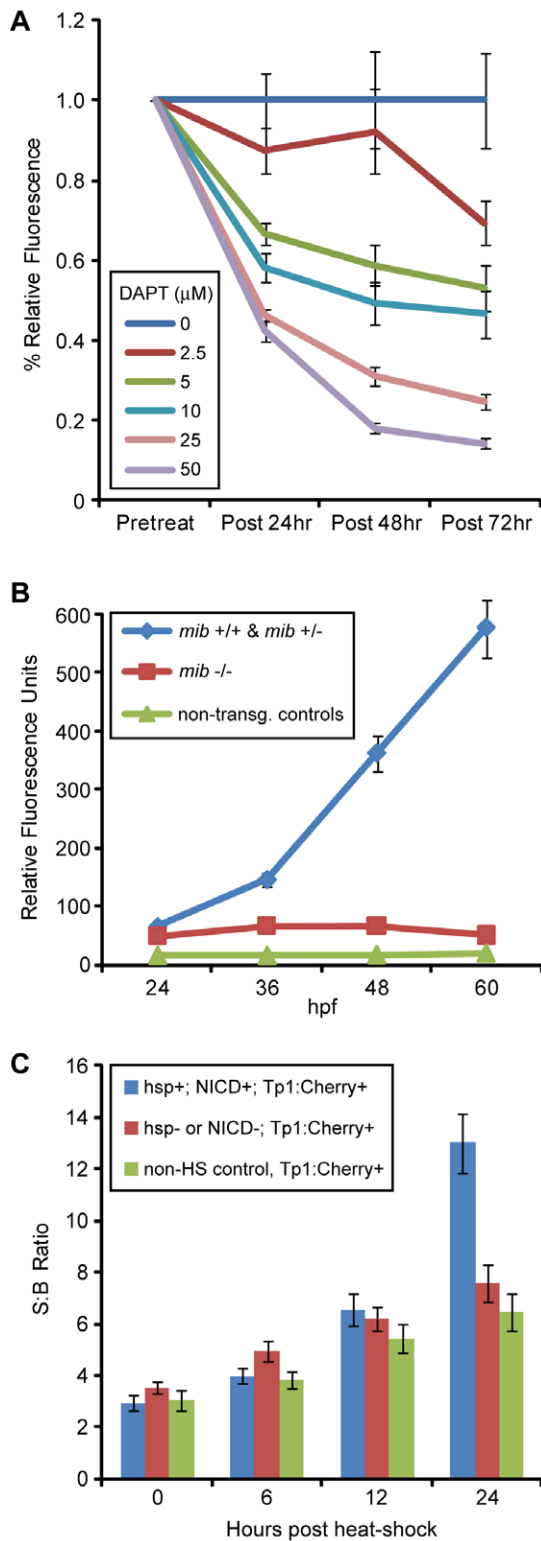 A
1.2
1.0
0.8
0.6
0.4
0.2
0
% Relative Fluorescence
DAPT (μM)
0
2.5
5
10
25
50
Pretreat Post 24hr Post 48hr Post 72hr
B
600
500
400
300
200
100
0
Relative Fluorescence Units
mib +/+ & mib +/-
mib -/-
non-transg. controls
24 36 48 60
hpf
C
16
14
12
10
8
6
4
2
0
S:B Ratio
hsp+; NICD+; Tp1:Cherry+
hsp- or NICD-; Tp1:Cherry+
non-HS control, Tp1:Cherry+
0 6 12 24
Hours post heat-shock